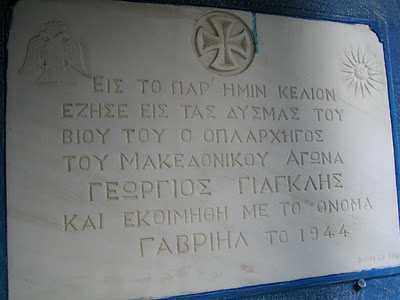 ΕΙΣ ΤΟ ΠΑΡ' ΗΜΙΝ ΚΕΛΙΟΝ
ΕΖΗΣΕ ΕΙΣ ΤΑΣ ΔΥΣΜΑΣ ΤΟΥ
ΒΙΟΥ ΤΟΥ Ο ΟΠΛΑΡΧΗΓΟΣ
ΤΟΥ ΜΑΚΕΔΟΝΙΚΟΥ ΑΓΩΝΑ
ΓΕΩΡΓΙΟΣ ΓΙΑΓΚΛΗΣ
ΚΑΙ ΕΚΟΙΜΗΘΗ ΜΕ ΤΟ ΟΝΟΜΑ
ΓΑΒΡΙΗΛ ΤΟ 1944